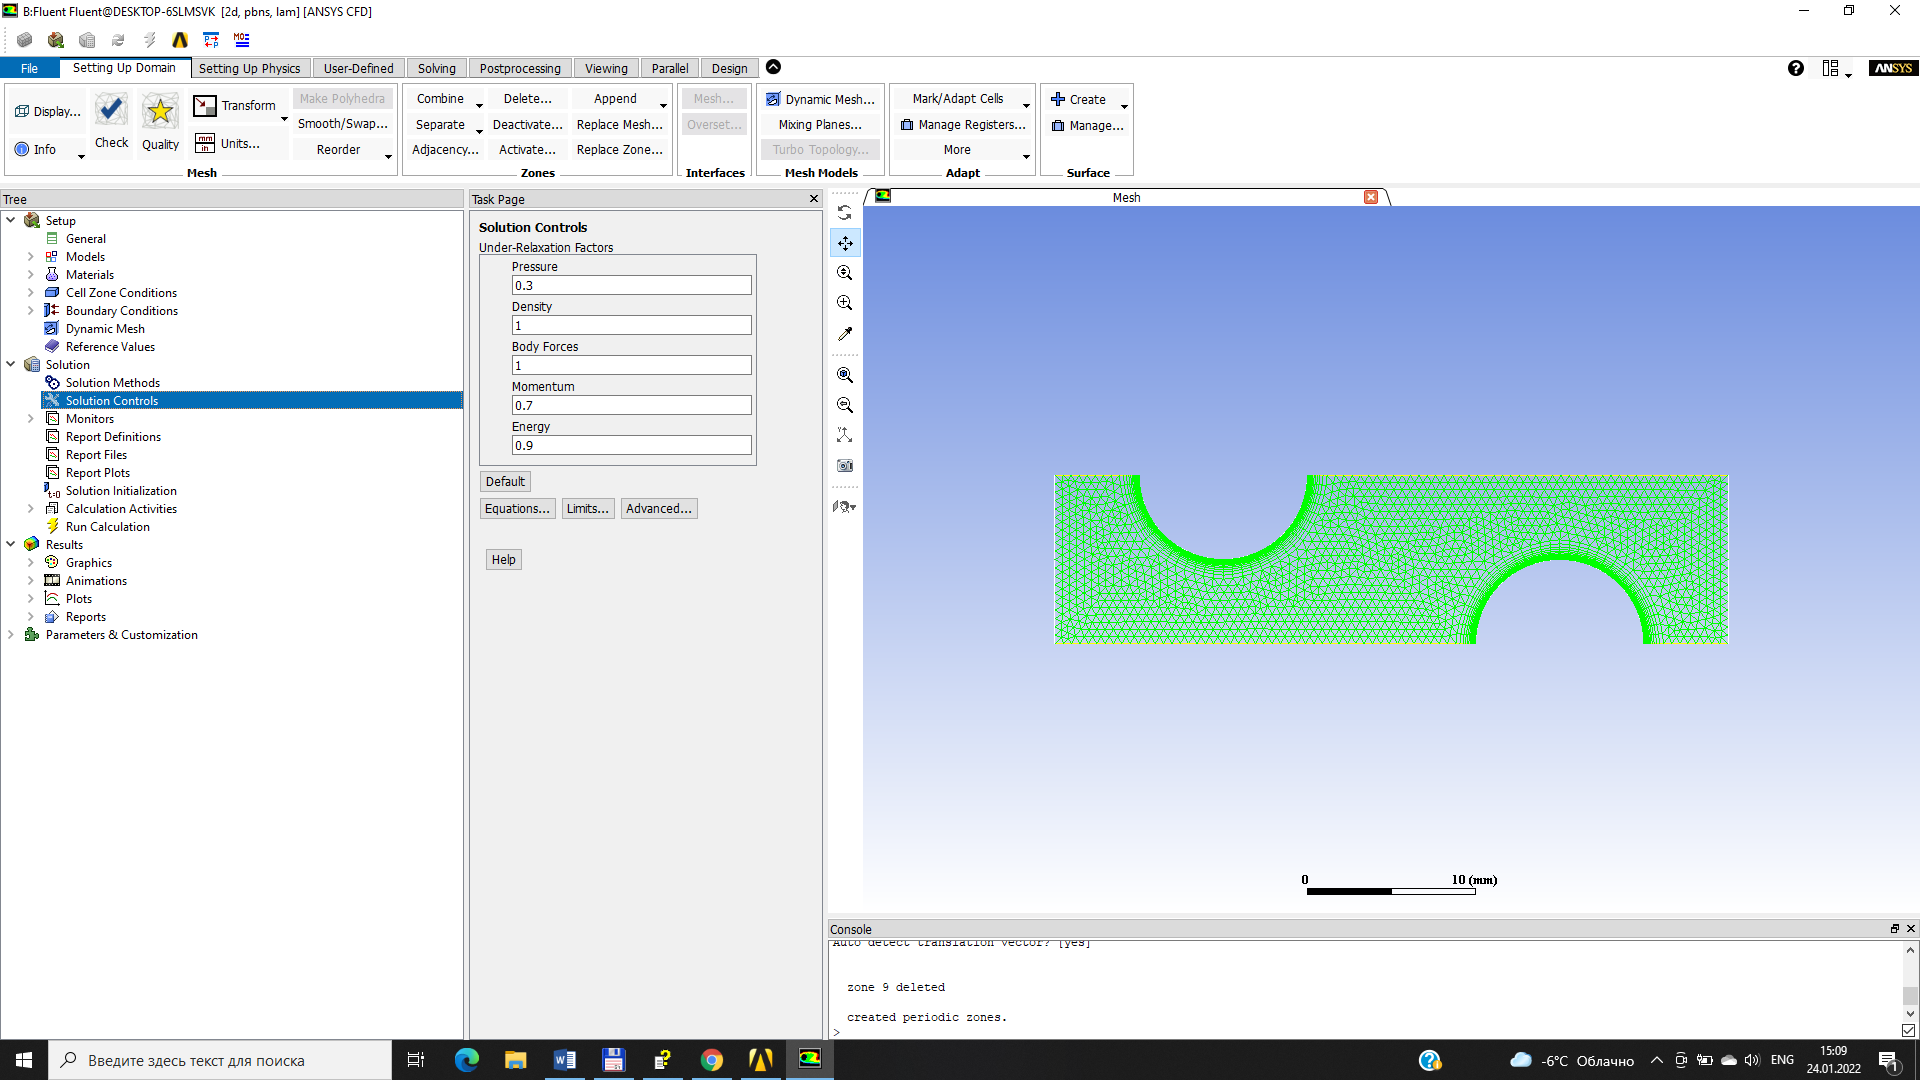 B:Fluent Fluent@DESKTOP-6SLMSVK [2d, pbns, lam] [ANSYS CFD]
File
Setting Up Domain
Setting Up Physics
User-Defined
Solving
Postprocessing
Viewing
Parallel
Design
ANSYS
Display...
Info
Check
Quality
Transform
Units...
Make Polyhedra
Smooth/Swap...
Reorder
Mesh
Combine
Separate
Adjacency...
Delete...
Deactivate...
Activate...
Append
Replace Mesh...
Replace Zone...
Zones
Mesh...
Overset...
Interfaces
Dynamic Mesh...
Mixing Planes...
Turbo Topology...
Mesh Models
Mark/Adapt Cells
Manage Registers...
More
Adapt
Create
Manage...
Surface
Tree
Setup
General
Models
Materials
Cell Zone Conditions
Boundary Conditions
Dynamic Mesh
Reference Values
Solution
Solution Methods
Solution Controls
Monitors
Report Definitions
Report Files
Report Plots
Solution Initialization
Calculation Activities
Run Calculation
Results
Graphics
Animations
Plots
Reports
Parameters & Customization
Task Page
Solution Controls
Under-Relaxation Factors
Pressure
0.3
Density
1
Body Forces
1
Momentum
0.7
Energy
0.9
Default
Equations...
Limits...
Advanced...
Help
Mesh
0
10 (mm)
Console
Auto detect translation vector? [yes]
zone 9 deleted
created periodic zones.
>
Введите здесь текст для поиска
-6°C Облачно
ENG
15:09
24.01.2022
1